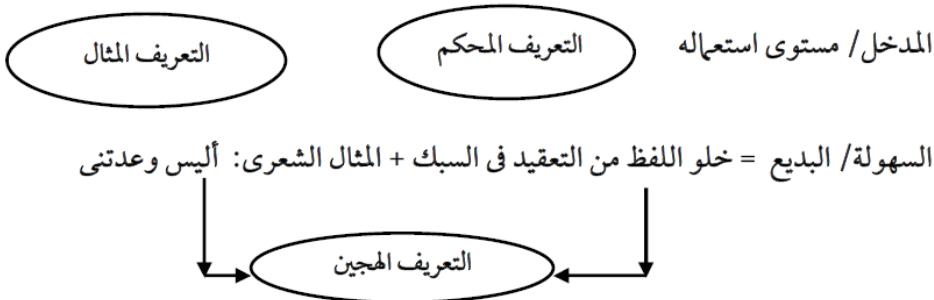 المدخل/ مستوى استعماله التعريف المحكم التعريف المثال
السهولة/ البديع = خلو اللفظ من التعقيد فى السبك + المثال الشعرى: أليس وعدتنى
التعريف الهجين